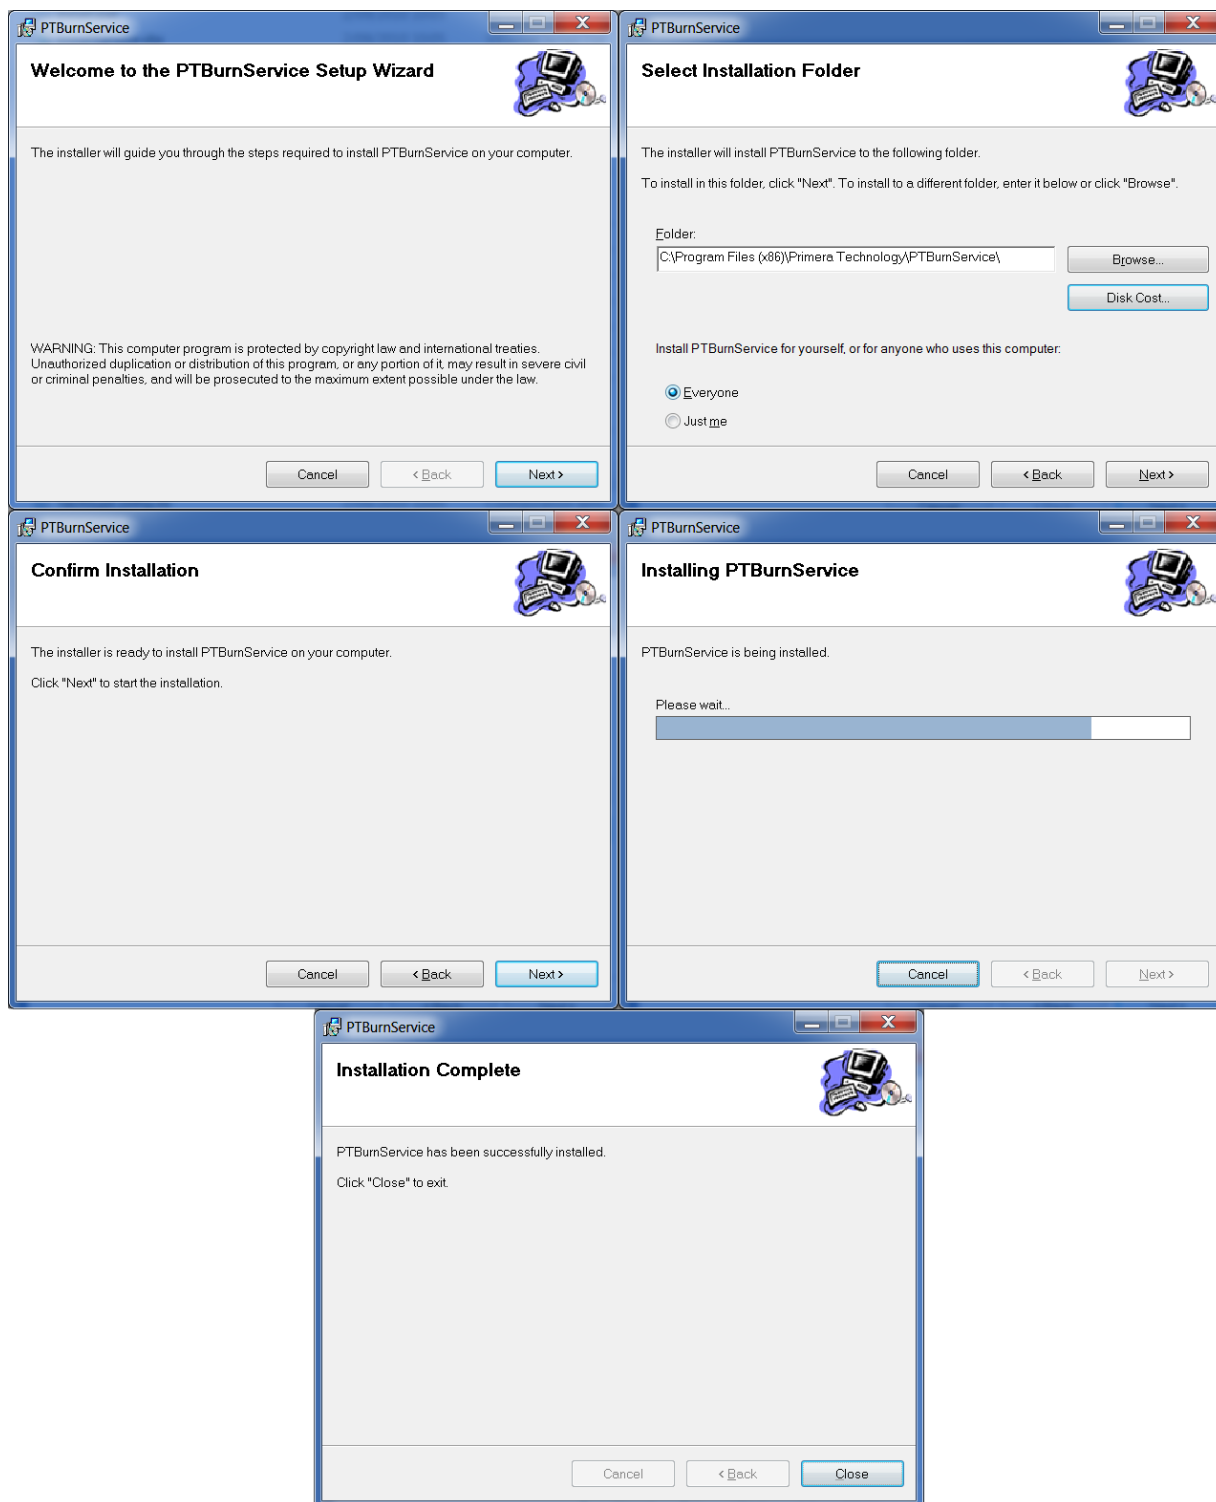 PTBurnService
Welcome to the PTBurnService Setup Wizard
The installer will guide you through the steps required to install PTBurnService on your computer.
WARNING: This computer program is protected by copyright law and international treaties.
Unauthorized duplication or distribution of this program, or any portion of it, may result in severe civil
or criminal penalties, and will be prosecuted to the maximum extent possible under the law.
Cancel
< Back
Next >
PTBurnService
Select Installation Folder
The installer will install PTBurnService to the following folder.
To install in this folder, click "Next". To install to a different folder, enter it below or click "Browse".
Folder:
C:\Program Files (x86)\Primera Technology\PTBurnService\
Browse...
Disk Cost...
Install PTBurnService for yourself, or for anyone who uses this computer:
Everyone
Just me
Cancel
< Back
Next >
PTBurnService
Confirm Installation
The installer is ready to install PTBurnService on your computer.
Click "Next" to start the installation.
Cancel
< Back
Next >
PTBurnService
Installing PTBurnService
PTBurnService is being installed.
Please wait...
Cancel
< Back
Next >
PTBurnService
Installation Complete
PTBurnService has been successfully installed.
Click "Close" to exit.
Cancel
< Back
Close